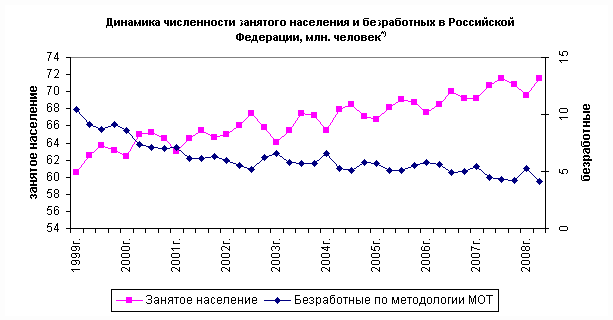 Динамика численности занятого населения и безработных в Российской
Федерации, млн. человек*)
74
72
70
68
66
64
62
60
58
56
54
занятое население
15
10
5
0
безработные
1999г.
2000г.
2001г.
2002г.
2003г.
2004г.
2005г.
2006г.
2007г.
2008г.
Занятое население
Безработные по методологии МОТ